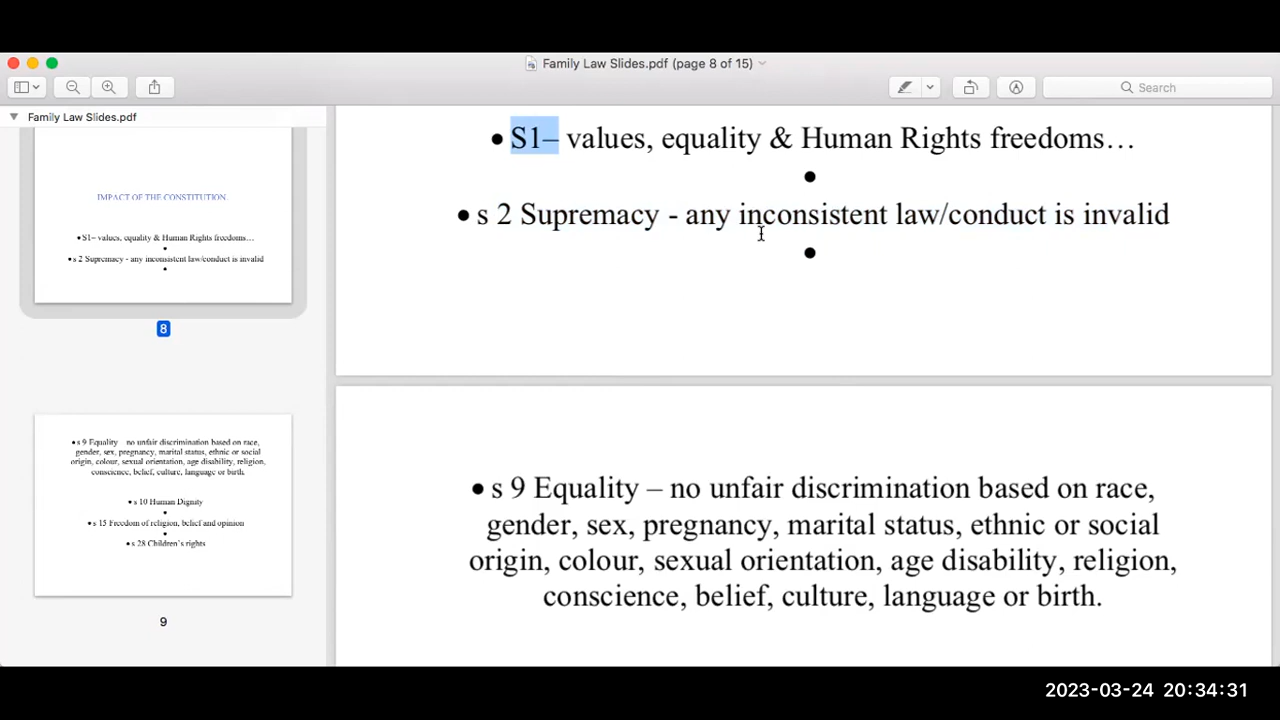 Family Law Slides.pdf (page 8 of 15)
Search
Family Law Slides.pdf
IMPACT OF THE CONSTITUTION.
• S1– values, equality & Human Rights freedoms…
•
• s 2 Supremacy - any inconsistent law/conduct is invalid
•
8
• s 9 Equality – no unfair discrimination based on race,
gender, sex, pregnancy, marital status, ethnic or social
origin, colour, sexual orientation, age disability, religion,
conscience, belief, culture, language or birth.
• s 10 Human Dignity
•
• s 15 Freedom of religion, belief and opinion
•
• s 28 Children's rights
9
• S1– values, equality & Human Rights freedoms…
•
• s 2 Supremacy - any inconsistent law/conduct is invalid
•
• s 9 Equality – no unfair discrimination based on race,
gender, sex, pregnancy, marital status, ethnic or social
origin, colour, sexual orientation, age disability, religion,
conscience, belief, culture, language or birth.
2023-03-24 20:34:31